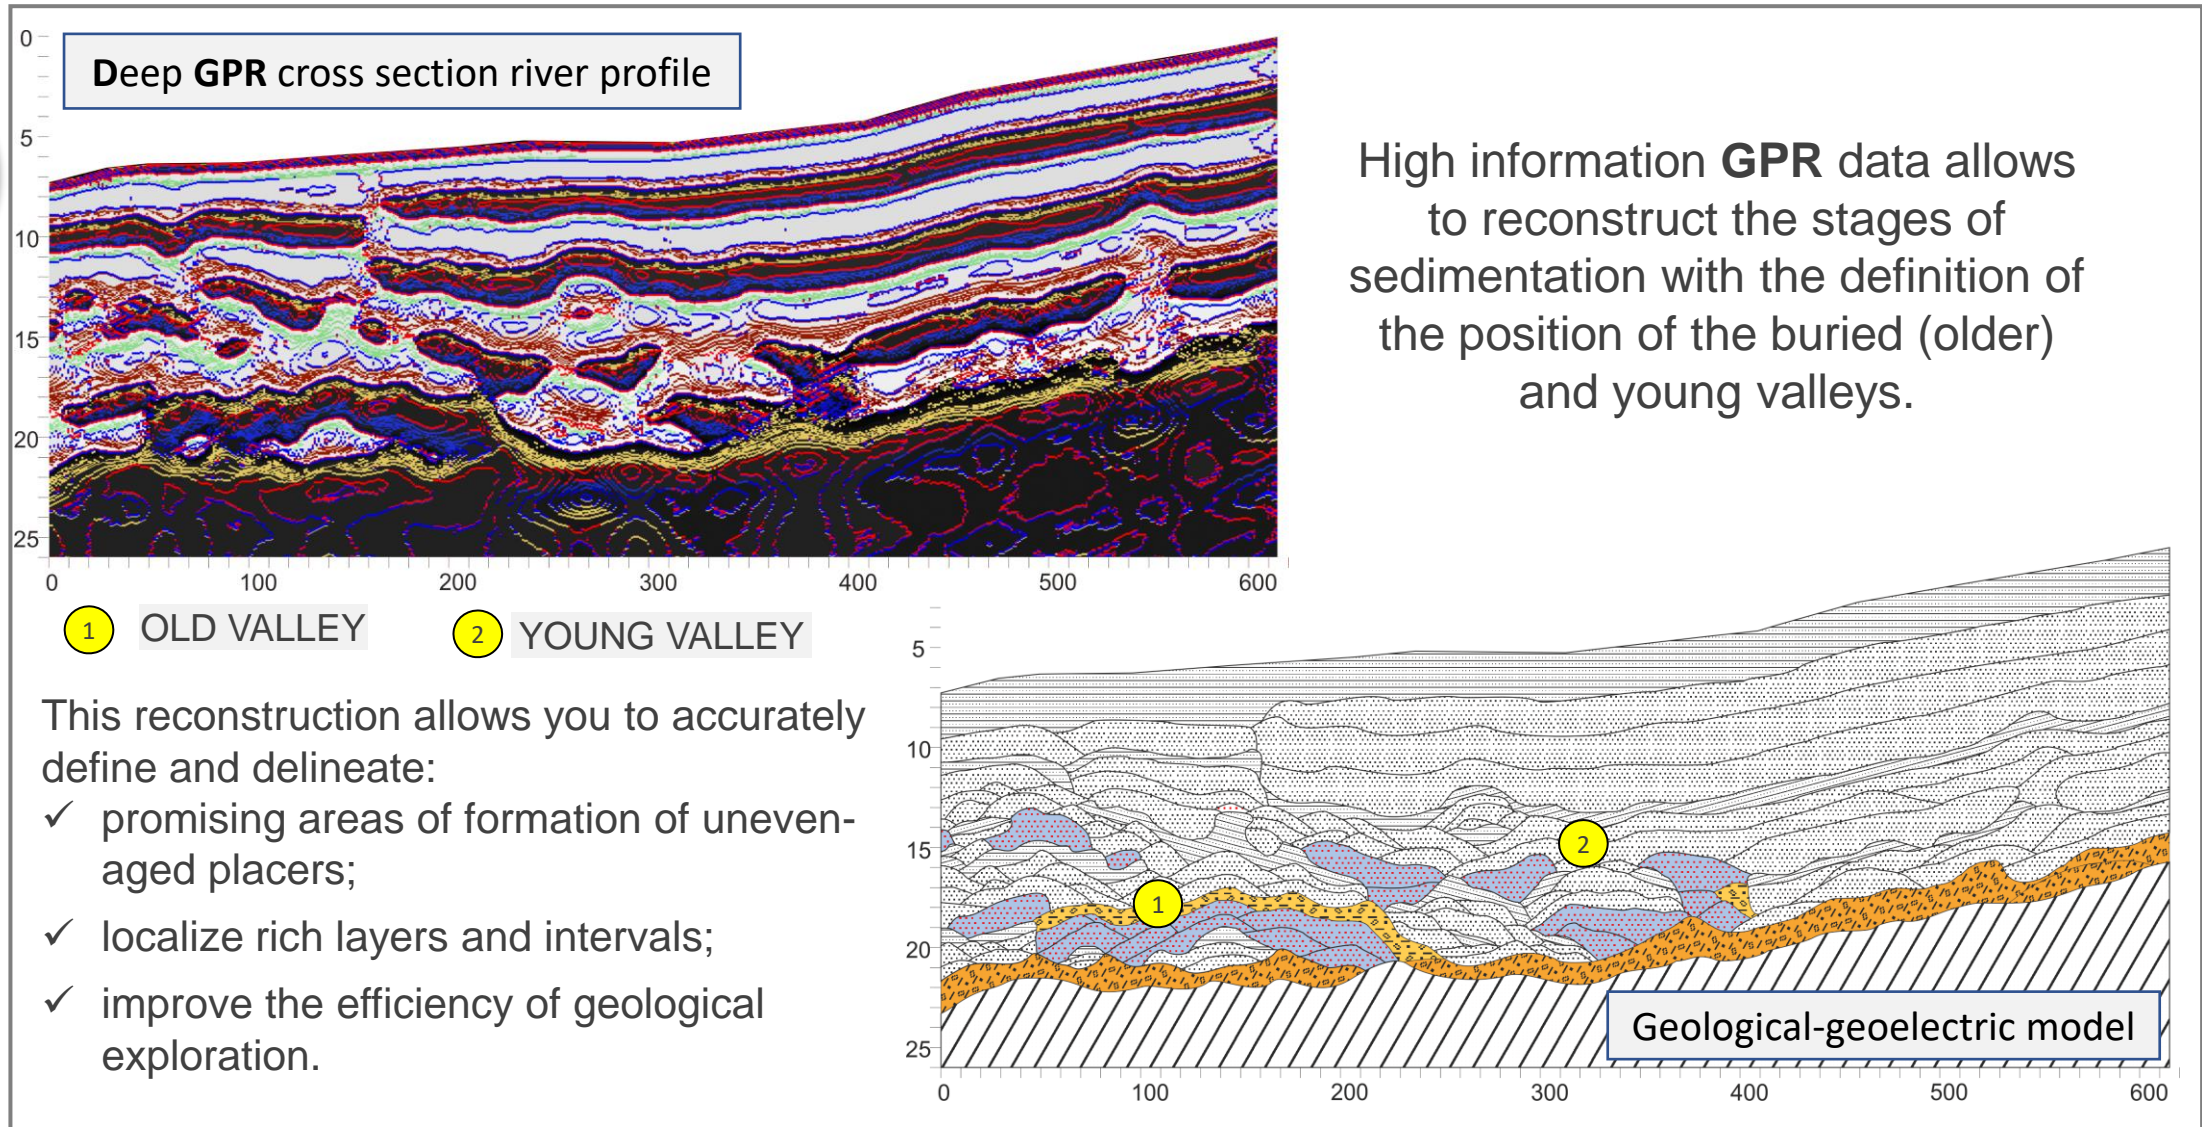 Deep GPR cross section river profile
0
5
10
15
20
25
0 100 200 300 400 500 600
High information GPR data allows
to reconstruct the stages of
sedimentation with the definition of
the position of the buried (older)
and young valleys.
1 OLD VALLEY 2 YOUNG VALLEY
This reconstruction allows you to accurately
define and delineate:
✓ promising areas of formation of uneven-
aged placers;
✓ localize rich layers and intervals;
✓ improve the efficiency of geological
exploration.
5
10
15
20
25
2
1
Geological-geoelectric model
0 100 200 300 400 500 600